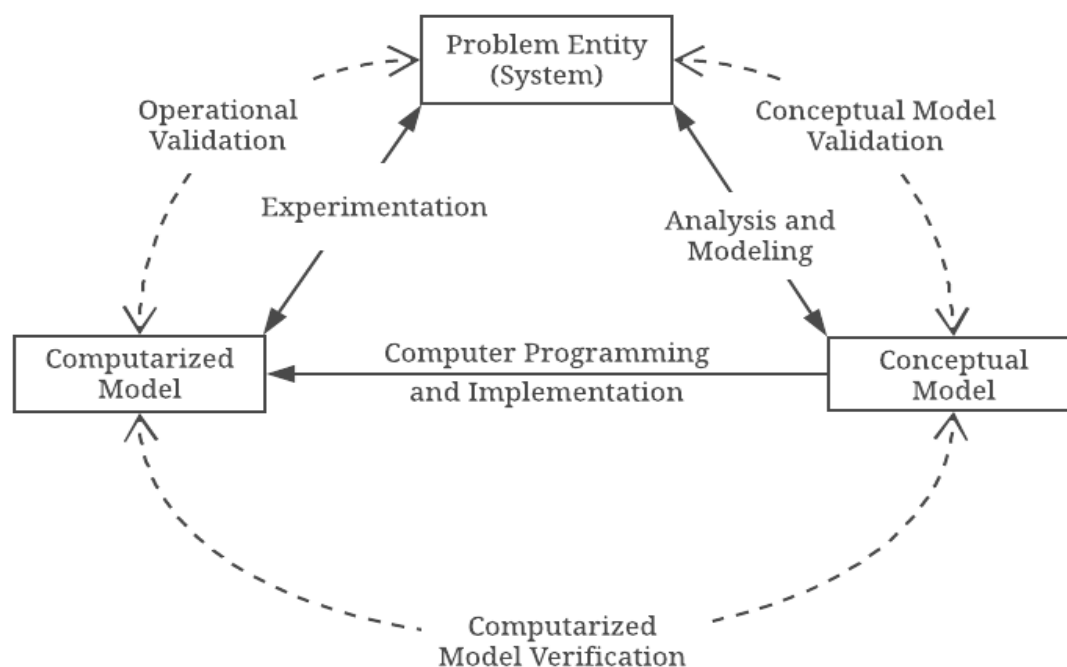 Problem Entity
(System)
Operational
Validation
Conceptual Model
Validation
Experimentation
Analysis and
Modeling
Computarized
Model
Computer Programming
and Implementation
Conceptual
Model
Computarized
Model Verification